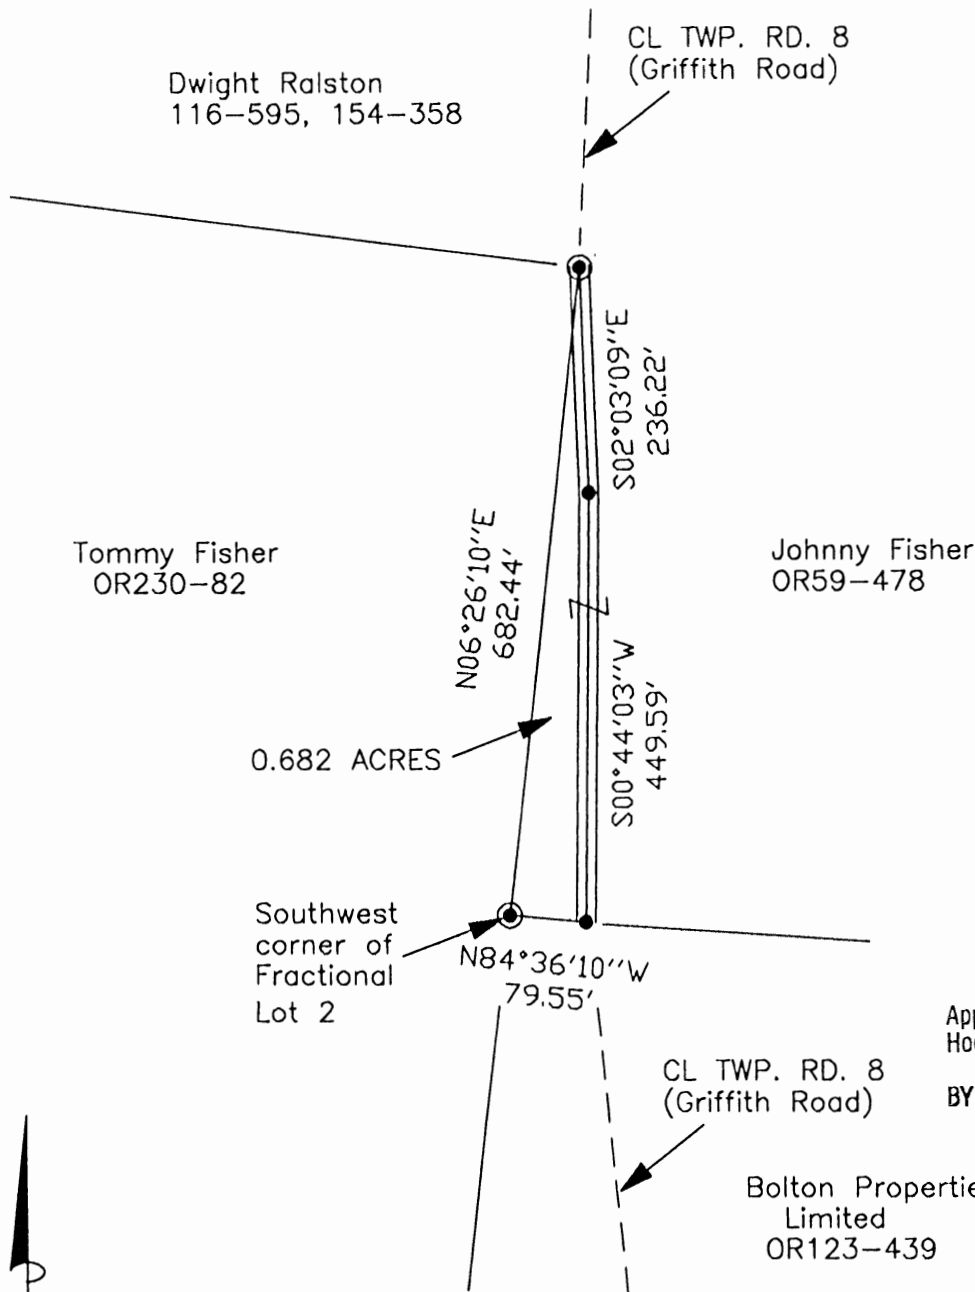 CL TWP. RD. 8
(Griffith Road)
Dwight Ralston
116-595, 154-358
S02°03'09"E
236.22'
Tommy Fisher
OR230-82
Johnny Fisher
OR59-478
N06°26'10"E
682.44'
S00°44'03"W
449.59'
0.682 ACRES
Southwest
corner of
Fractional
Lot 2
N84°36'10"W
79.55'
CL TWP. RD. 8
(Griffith Road)
BY
Bolton Propertie
Limited
OR123-439